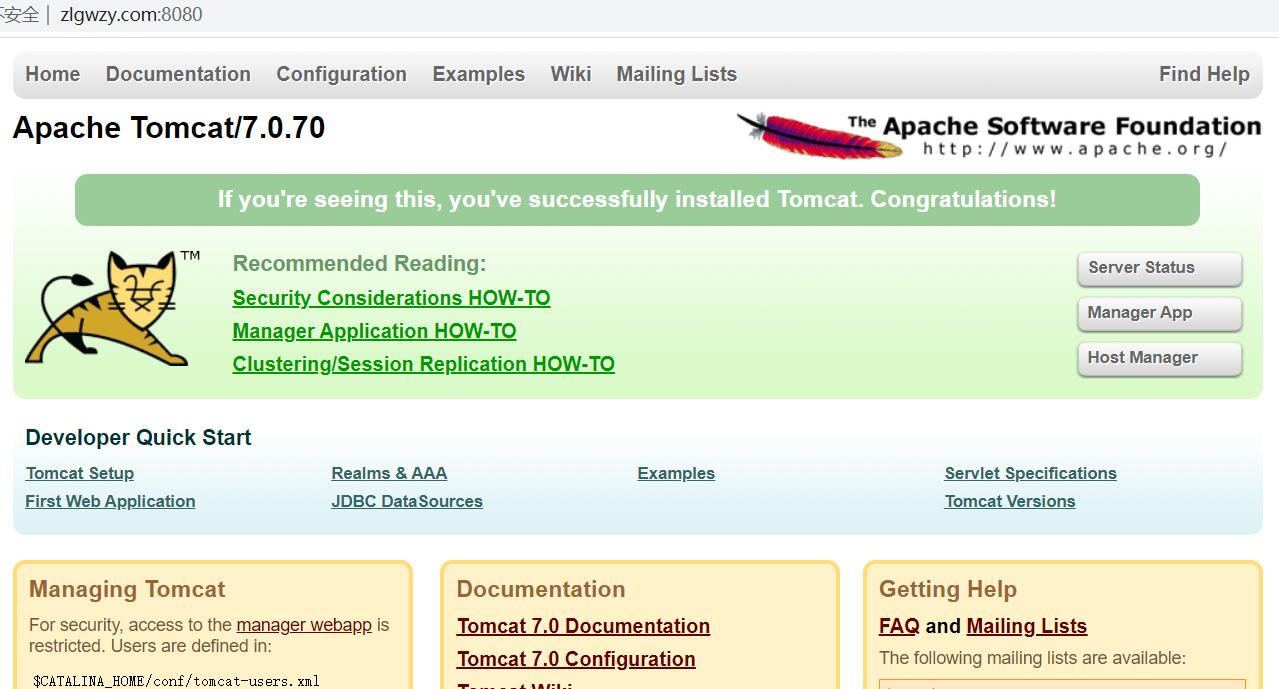 不安全 | zlgwzy.com:8080
Home Documentation Configuration Examples Wiki Mailing Lists Find Help
Apache Tomcat/7.0.70
The Apache Software Foundation
http://www.apache.org/
If you're seeing this, you've successfully installed Tomcat. Congratulations!
TM
Recommended Reading:
Security Considerations HOW-TO
Manager Application HOW-TO
Clustering/Session Replication HOW-TO
Server Status
Manager App
Host Manager
Developer Quick Start
Tomcat Setup
First Web Application
Realms & AAA
JDBC DataSources
Examples
Servlet Specifications
Tomcat Versions
Managing Tomcat
For security, access to the manager webapp is
restricted. Users are defined in:
$CATALINA_HOME/conf/tomcat-users.xml
Documentation
Tomcat 7.0 Documentation
Tomcat 7.0 Configuration
Tomcat Wiki
Getting Help
FAQ and Mailing Lists
The following mailing lists are available: